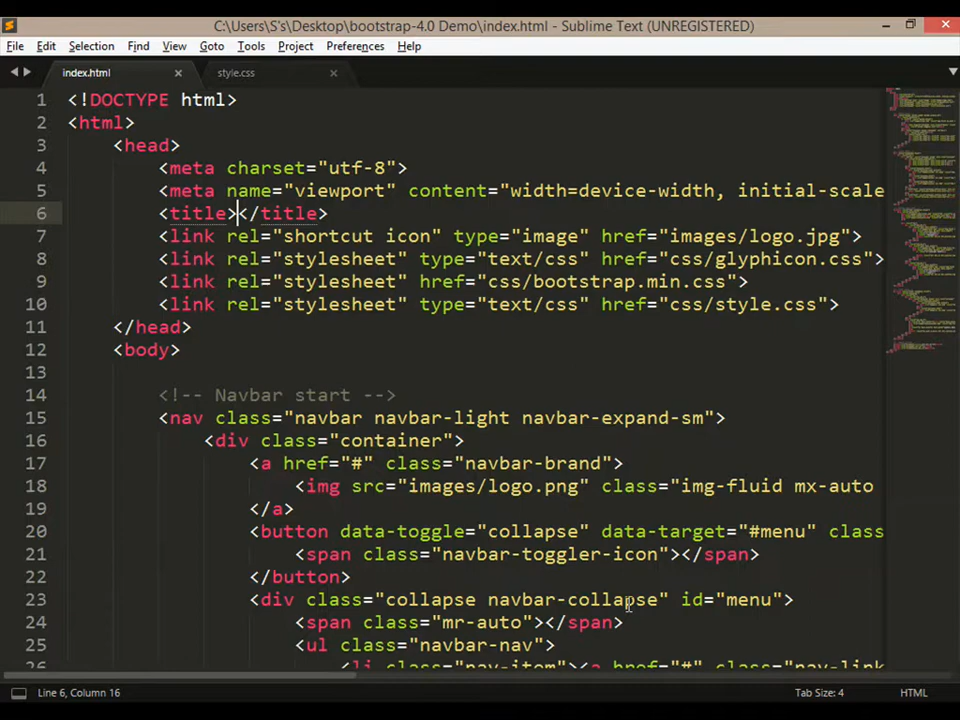 C:\Users\S's\Desktop\bootstrap-4.0 Demo\index.html - Sublime Text (UNREGISTERED)
File Edit Selection Find View Goto Tools Project Preferences Help
index.html style.css
1 <!DOCTYPE html>
2 <html>
3 <head>
4 <meta charset="utf-8">
5 <meta name="viewport" content="width=device-width, initial-scale
6 <title></title>
7 <link rel="shortcut icon" type="image" href="images/logo.jpg">
8 <link rel="stylesheet" type="text/css" href="css/glyphicon.css">
9 <link rel="stylesheet" href="css/bootstrap.min.css">
10 <link rel="stylesheet" type="text/css" href="css/style.css">
11 </head>
12 <body>
13
14 <!-- Navbar start -->
15 <nav class="navbar navbar-light navbar-expand-sm">
16 <div class="container">
17 <a href="#" class="navbar-brand">
18 <img src="images/logo.png" class="img-fluid mx-auto
19 </a>
20 <button data-toggle="collapse" data-target="#menu" class
21 <span class="navbar-toggler-icon"></span>
22 </button>
23 <div class="collapse navbar-collapse" id="menu">
24 <span class="mr-auto"></span>
25 <ul class="navbar-nav">
26 <li class="nav-item"><a href="#" class="nav-link
Line 6, Column 16 Tab Size: 4 HTML